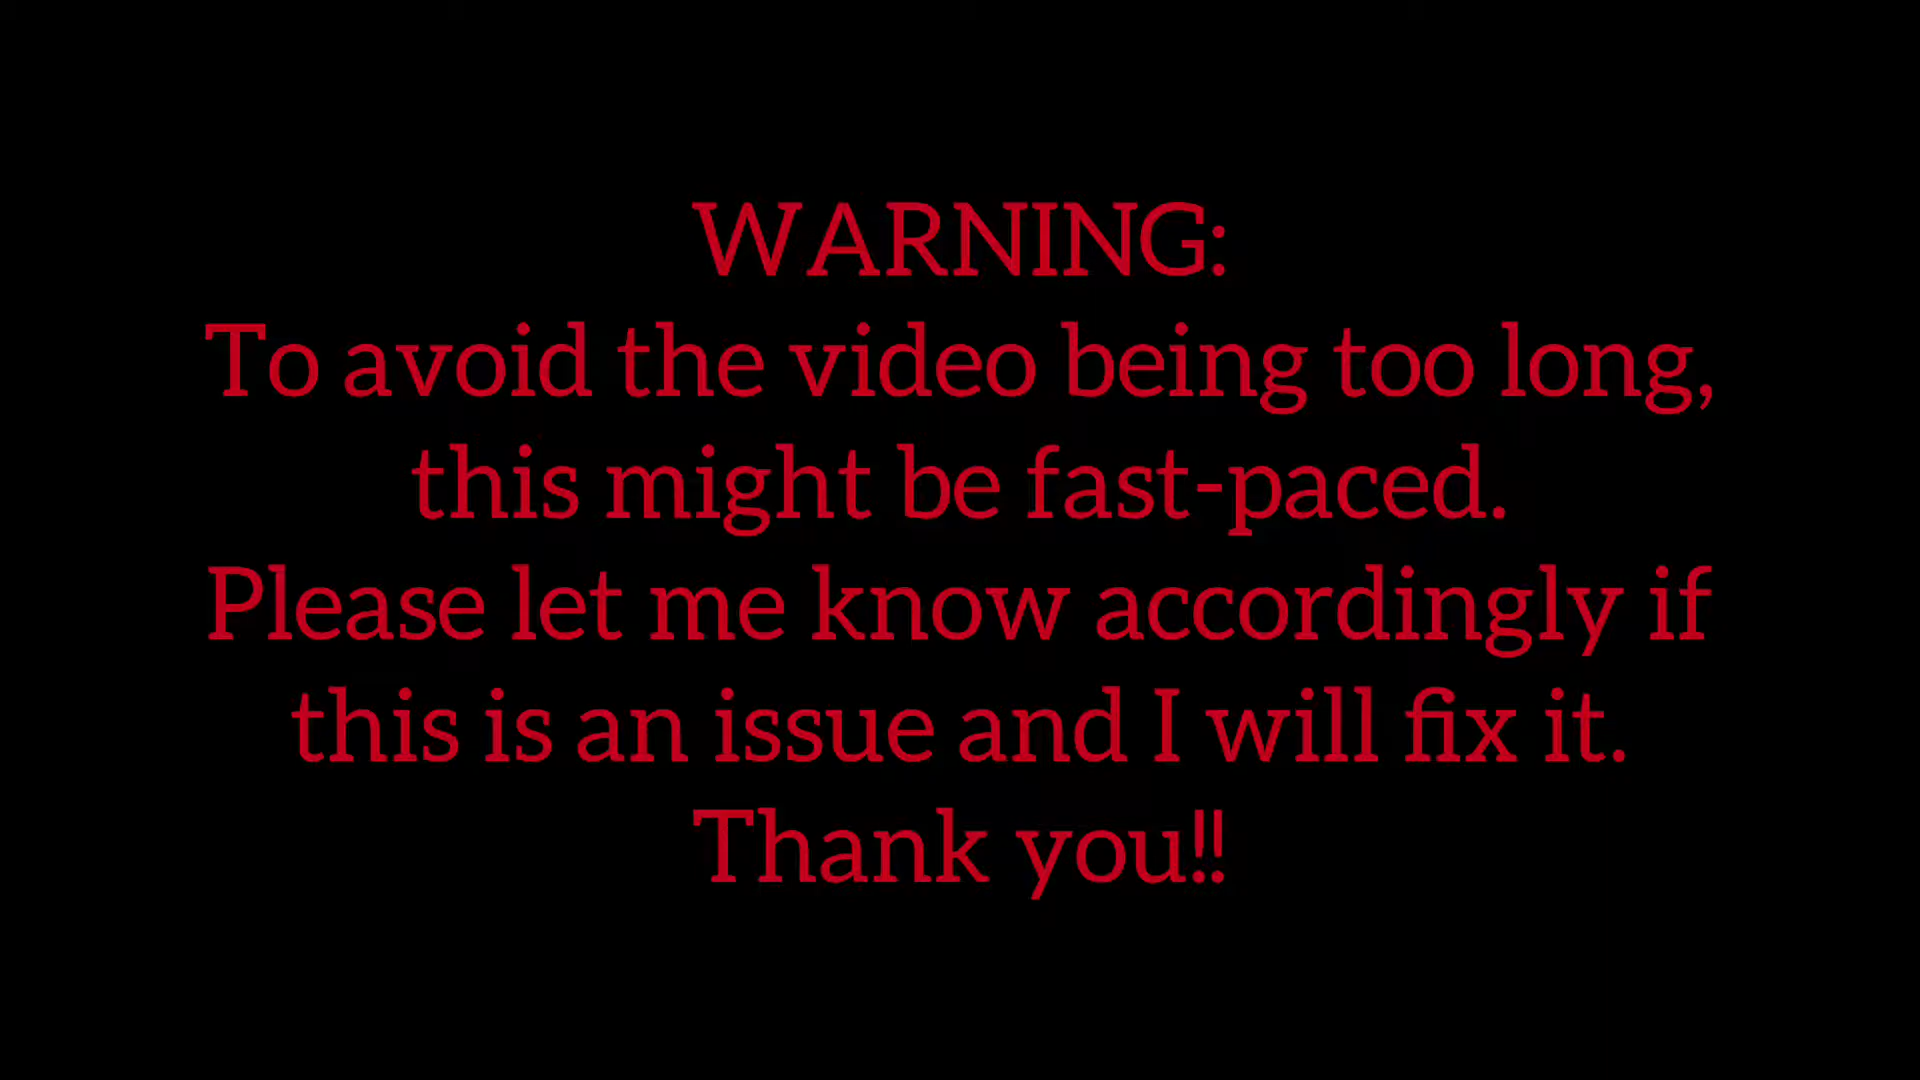 WARNING:
To avoid the video being too long,
this might be fast-paced.
Please let me know accordingly if
this is an issue and I will fix it.
Thank you!!